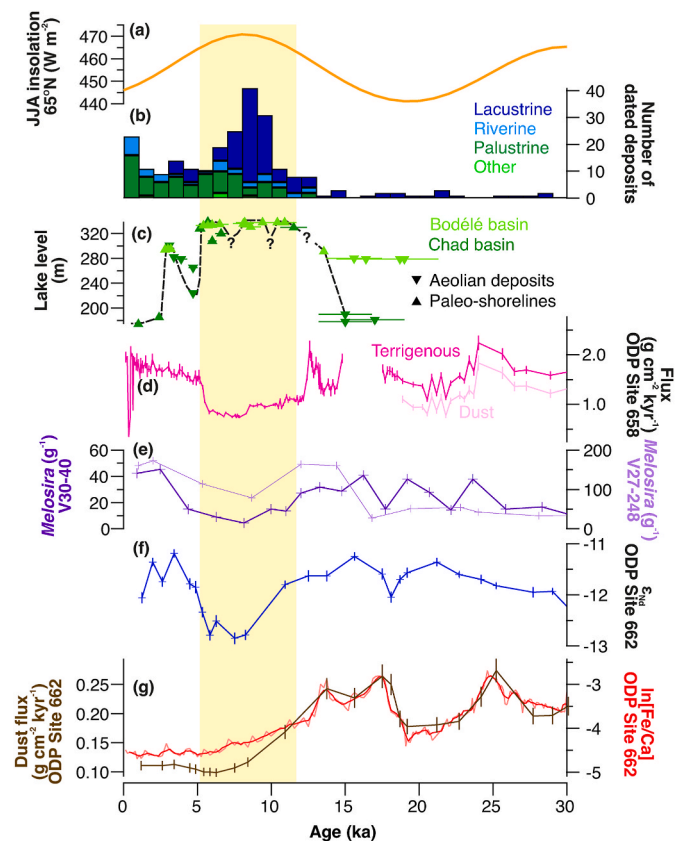 (a)
JJA insolation
65°N (W m⁻²)
470
460
450
440
(b)
Lacustrine
Riverine
Palustrine
Other
40
30
20
10
0
Number of
dated deposits
(c)
Lake level
(m)
320
280
240
200
? ? ?
Bodélé basin
Chad basin
Aeolian deposits
Paleo-shorelines
(d)
Terrigenous
Dust
2.0
1.5
1.0
Flux
(g cm⁻² kyr⁻¹)
ODP Site 658
(e)
Melosira (g⁻¹)
V30-40
60
40
20
0
200
150
100
50
0
Melosira (g⁻¹)
V27-248
(f)
-11
-12
-13
εNd
ODP Site 662
(g)
Dust flux
(g cm⁻² kyr⁻¹)
ODP Site 662
0.25
0.20
0.15
0.10
-3
-4
-5
ln[Fe/Ca]
ODP Site 662
0 5 10 15 20 25 30
Age (ka)